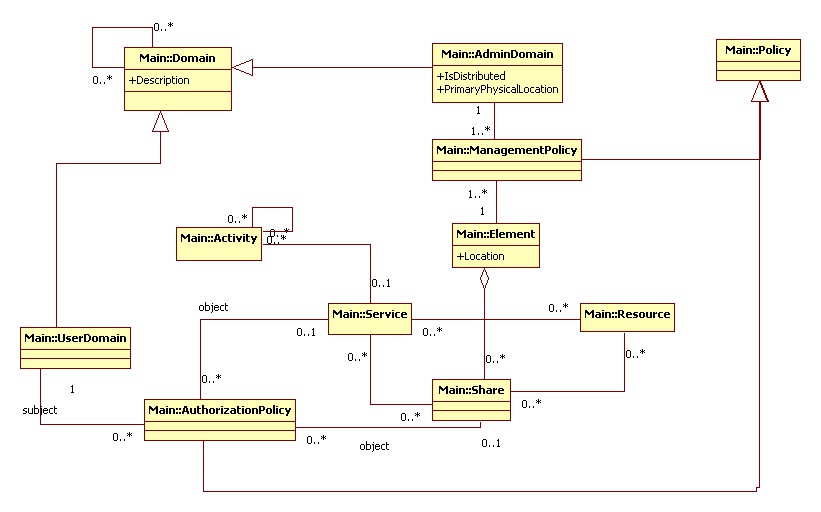 0..*
Main::Domain
0..*
+Description
Main::AdminDomain
+IsDistributed
+PrimaryPhysicalLocation
Main::Policy
1
1..*
Main::ManagementPolicy
1..*
1
0..*
Main::Activity
0..*
0..*
Main::Element
+Location
0..1
object
Main::Service
0..1
0..*
0..*
Main::Resource
Main::UserDomain
0..*
0..*
0..*
1
0..*
Main::Share
subject
Main::AuthorizationPolicy
0..*
0..*
0..*
0..*
object
0..1